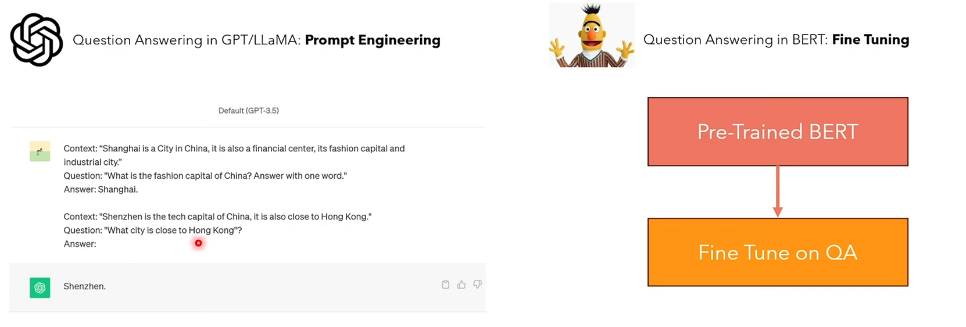 Question Answering in GPT/LLaMA: Prompt Engineering
Default (GPT-3.5)
Context: "Shanghai is a City in China, it is also a financial center, its fashion capital and
industrial city."
Question: "What is the fashion capital of China? Answer with one word."
Answer: Shanghai.
Context: "Shenzhen is the tech capital of China, it is also close to Hong Kong."
Question: "What city is close to Hong Kong"?
Answer:
Shenzhen.
Question Answering in BERT: Fine Tuning
Pre-Trained BERT
Fine Tune on QA